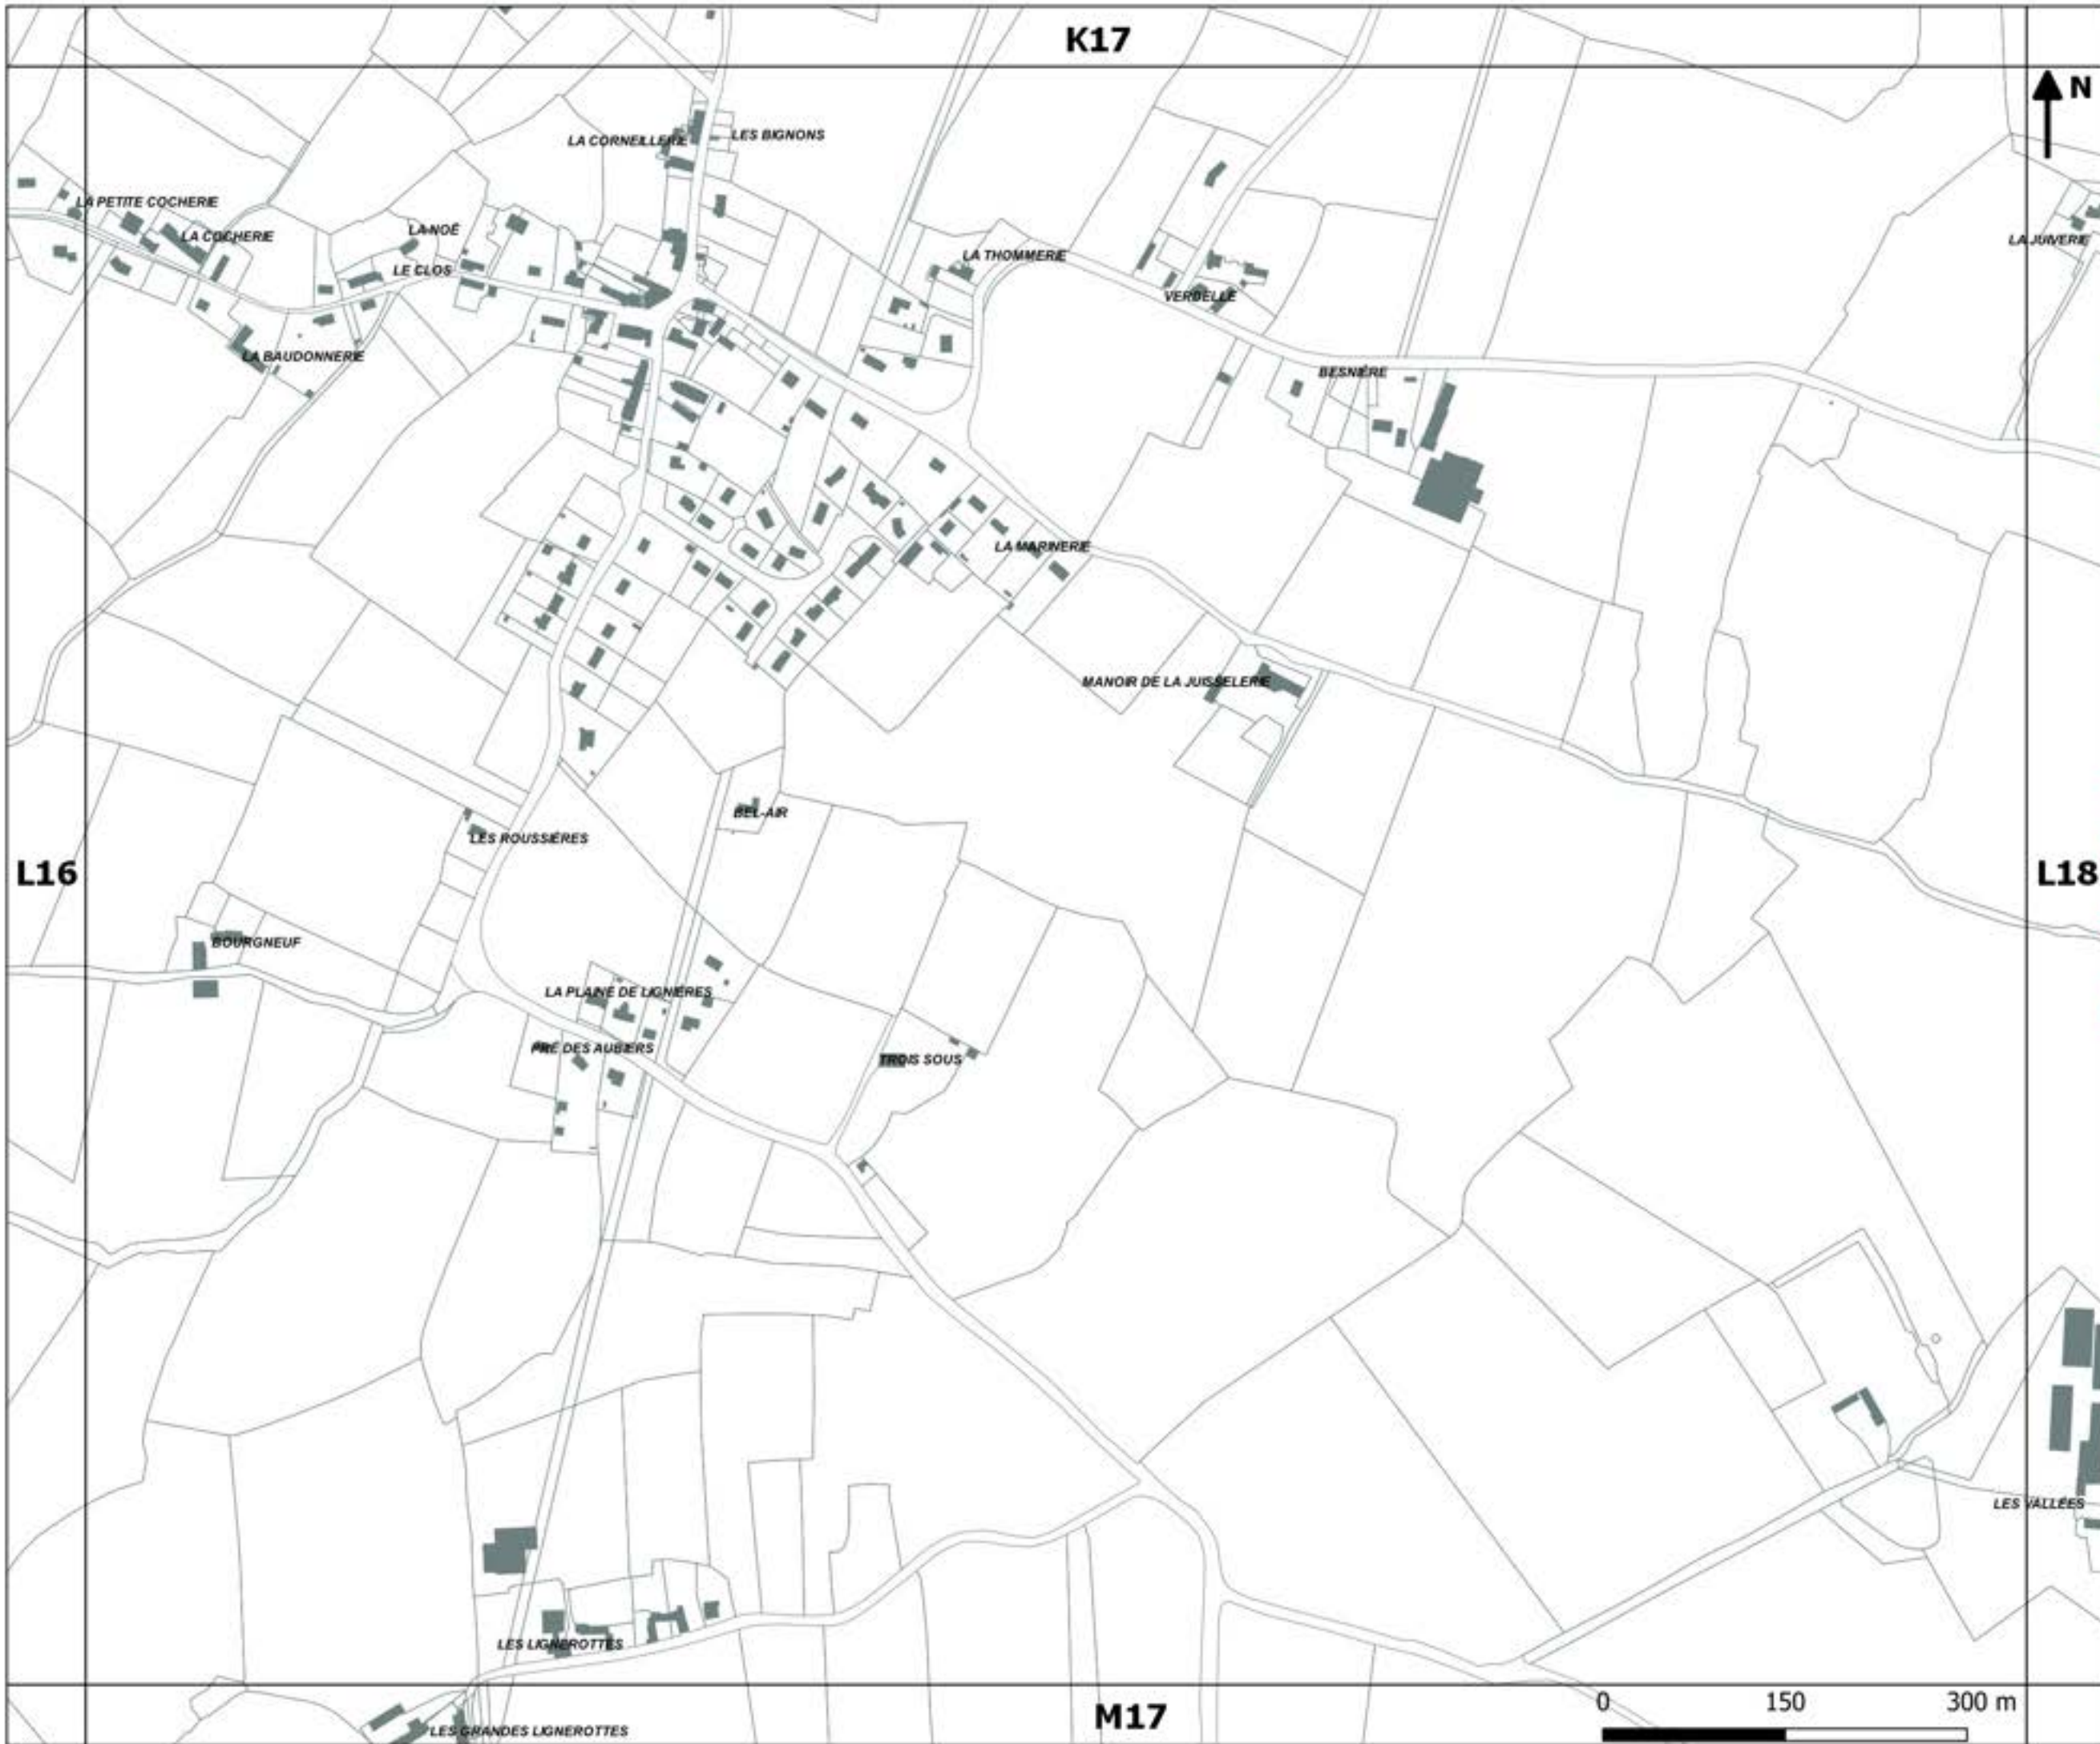 K17
N
LA CORNEILLERIE
LES BIGNONS
LA PETITE COCHERIE
LA COCHERIE
LA NOË
LA JUIVERIE
LA THOMMERIE
LE CLOS
VERDELLE
LA BAUDONNERIE
BESNIÈRE
LA MARINERIE
MANOIR DE LA JUISSELERIE
BEL-AIR
LES ROUSSIÈRES
L16
L18
BOURGNEUF
LA PLAINE DE LIGNIÈRES
PRÉ DES AUBIERS
TROIS SOUS
LES VALLÉES
LES LIGNEROTTES
0 150 300 m
M17
LES GRANDES LIGNEROTTES